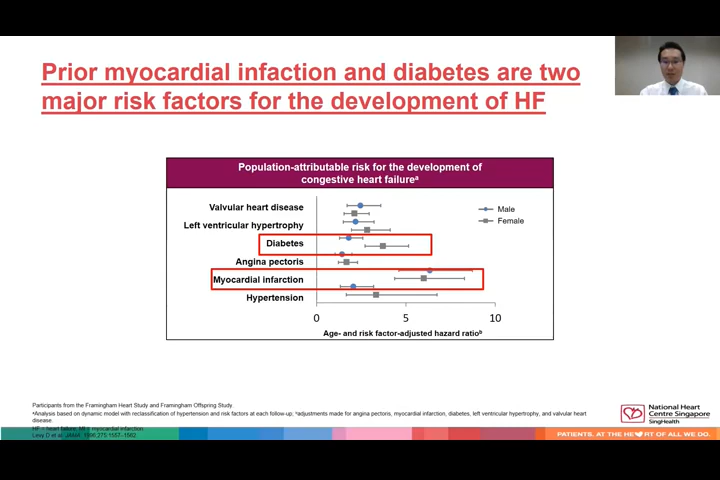 Prior myocardial infaction and diabetes are two
major risk factors for the development of HF
Population-attributable risk for the development of
congestive heart failureᵃ
Valvular heart disease
Left ventricular hypertrophy
Diabetes
Angina pectoris
Myocardial infarction
Hypertension
Male
Female
0 5 10
Age- and risk factor-adjusted hazard ratioᵇ
Participants from the Framingham Heart Study and Framingham Offspring Study
ᵃAnalysis based on dynamic model with reclassification of hypertension and risk factors at each follow-up; ᵇadjustments made for angina pectoris, myocardial infarction, diabetes, left ventricular hypertrophy, and valvular heart
disease.
HF = heart failure; MI = myocardial infarction
Levy D et al. JAMA. 1996;275:1557–1562
National Heart
Centre Singapore
SingHealth
PATIENTS. AT THE HE RT OF ALL WE DO.